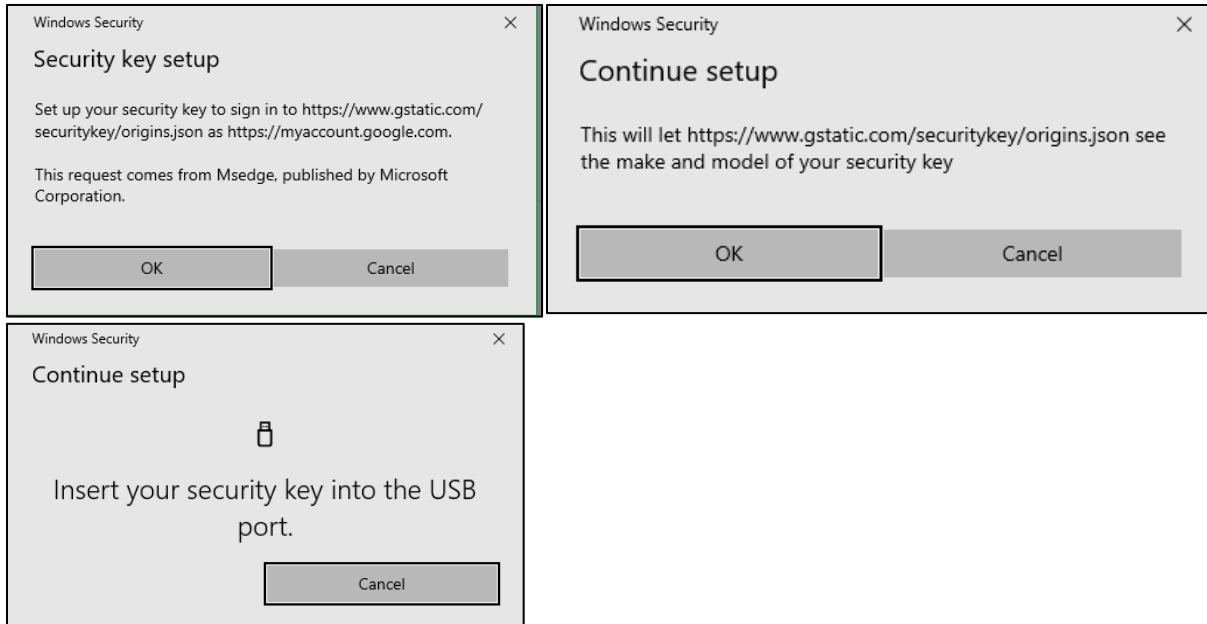 Windows Security
Security key setup
Set up your security key to sign in to https://www.gstatic.com/
securitykey/origins.json as https://myaccount.google.com.
This request comes from Msedge, published by Microsoft
Corporation.
OK
Cancel
Windows Security
Continue setup
This will let https://www.gstatic.com/securitykey/origins.json see
the make and model of your security key
OK
Cancel
Windows Security
Continue setup
Insert your security key into the USB
port.
Cancel